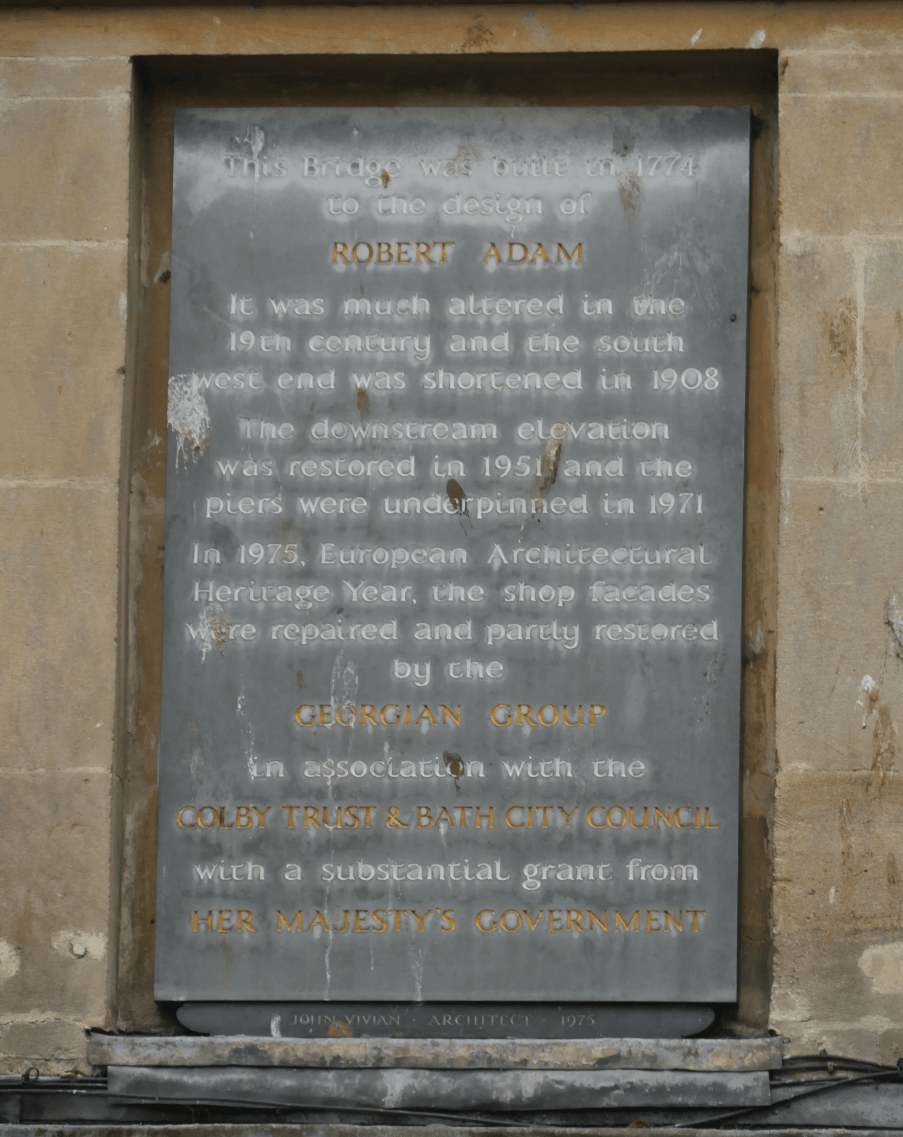 This Bridge was built in 1774
to the design of
ROBERT ADAM
It was much altered in the
19th century and the south
west end was shortened in 1908
The downstream elevation
was restored in 1951 and the
piers were underpinned in 1971
In 1975, European Architectural
Heritage Year, the shop facades
were repaired and partly restored
by the
GEORGIAN GROUP
in association with the
COLBY TRUST & BATH CITY COUNCIL
with a substantial grant from
HER MAJESTY'S GOVERNMENT
JOHN VIVIAN · ARCHITECT · 1975